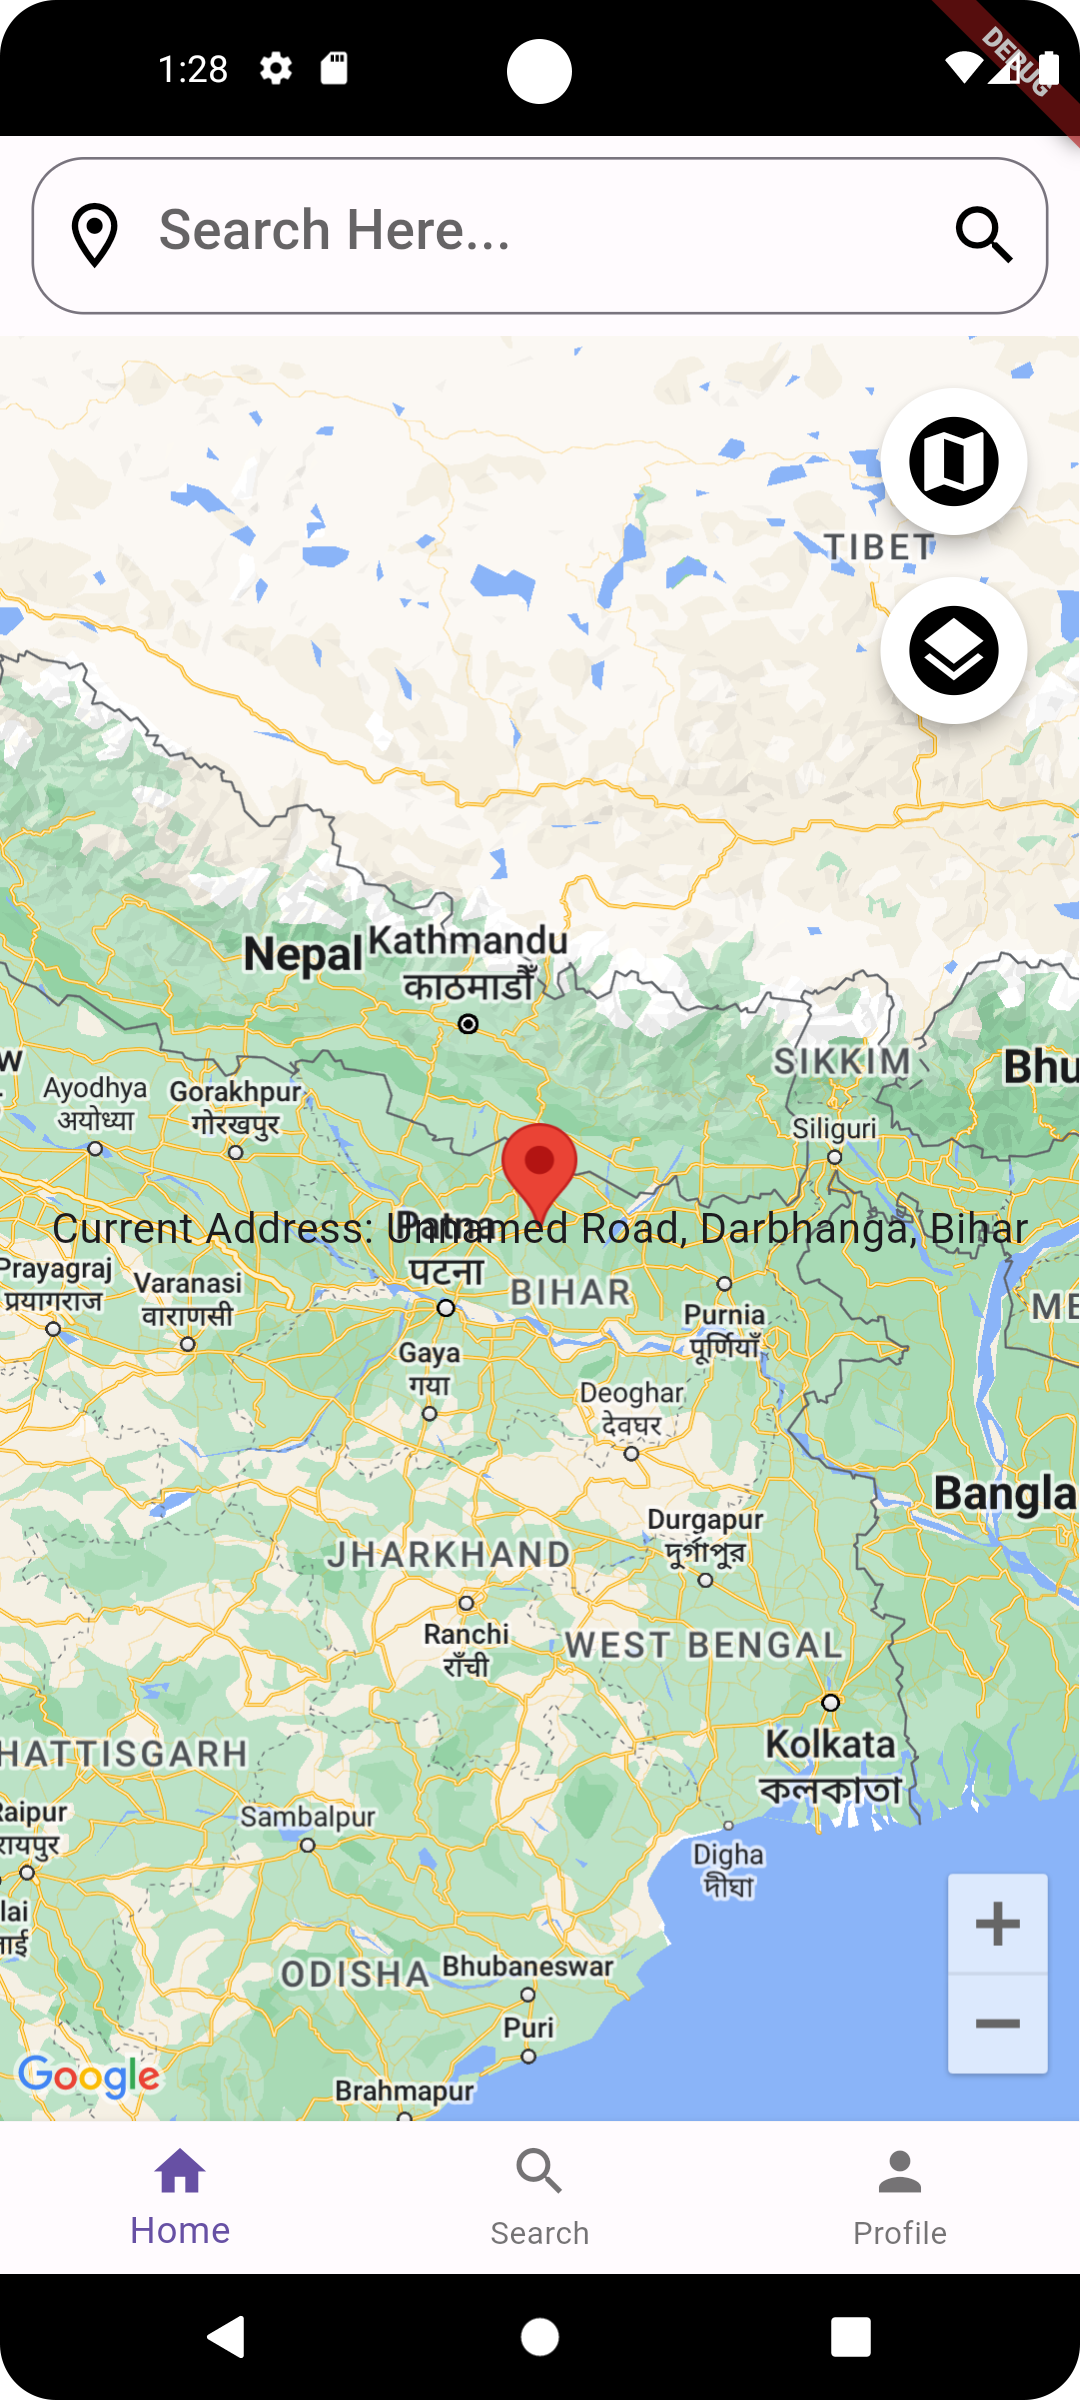 1:28
DEBUG
Search Here...
TIBET
Nepal
Kathmandu
काठमाडौँ
SIKKIM
Bhu
w
Ayodhya
अयोध्या
Gorakhpur
गोरखपुर
Siliguri
Current Address: Unnamed Road, Darbhanga, Bihar
Patna
पटना
Prayagraj
प्रयागराज
Varanasi
वाराणसी
BIHAR
Purnia
पूर्णियाँ
ME
Gaya
गया
Deoghar
देवघर
Bangla
Durgapur
দুর্গাপুর
JHARKHAND
Ranchi
राँची
WEST BENGAL
Kolkata
কলকাতা
HATTISGARH
Raipur
रायपुर
Sambalpur
Digha
দীঘা
lai
लाई
ODISHA
Bhubaneswar
Puri
Brahmapur
Google
Home
Search
Profile